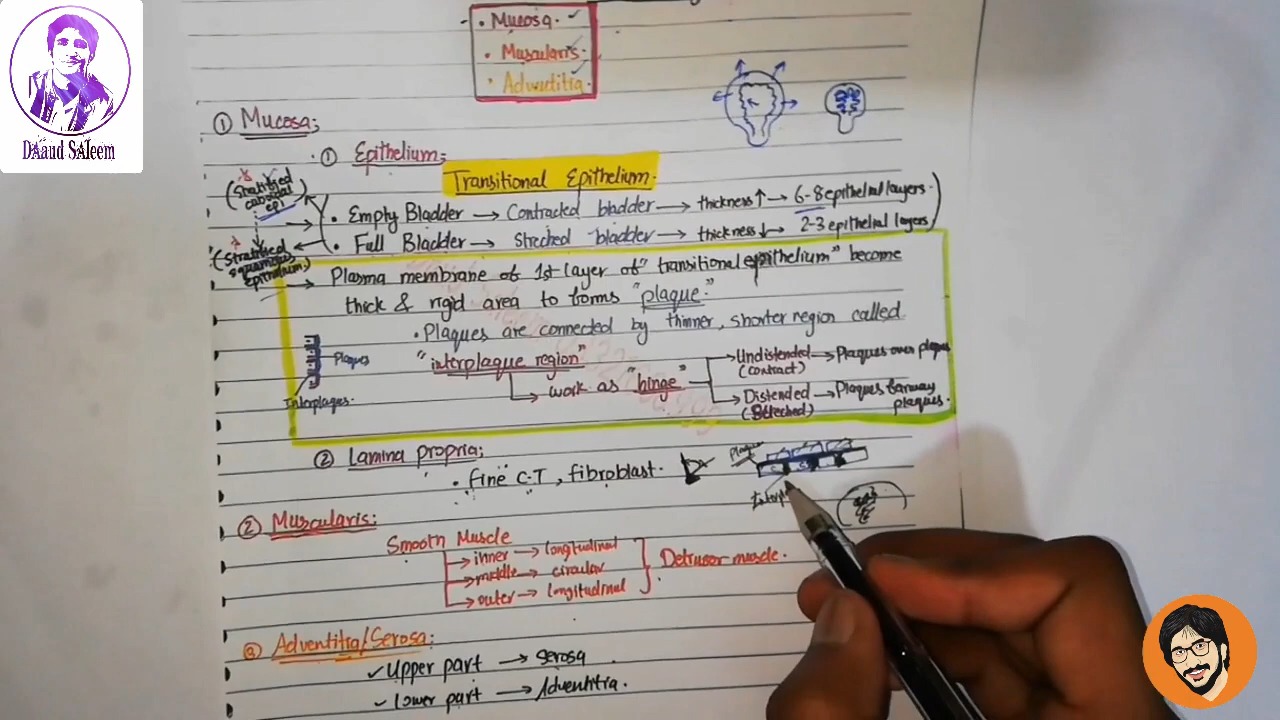 • Mucosa.
• Muscularis.
• Adventitia.
DAaud SAleem
① Mucosa;
① Epithelium;
Transitional Epithelium.
(Stratified cuboidal epi)
• Empty Bladder → Contracted bladder → thickness↑ → 6-8 epithelial layers.
• Full Bladder → Streched bladder → thickness↓ → 2-3 epithelial layers
(Stratified squamous epithelium.)
→ Plasma membrane of 1st layer of "transitional epithelium" become
thick & rigid area to forms "plaque."
• Plaques are connected by thinner, shorter region called
"interplaque region"
→ work as "hinge"
→ Undistended → Plaques over plaques
(contract)
→ Distended → Plaques farway plaques.
Plaques
Interplaques.
② Lamina propria;
• fine C.T, fibroblast.
plaque
② Muscularis:
Smooth Muscle
→ inner → longitudinal
→ middle → circular
→ outer → longitudinal
Detrusor muscle.
③ Adventitia/Serosa:
✓ Upper part → serosa
✓ Lower part → Adventitia.